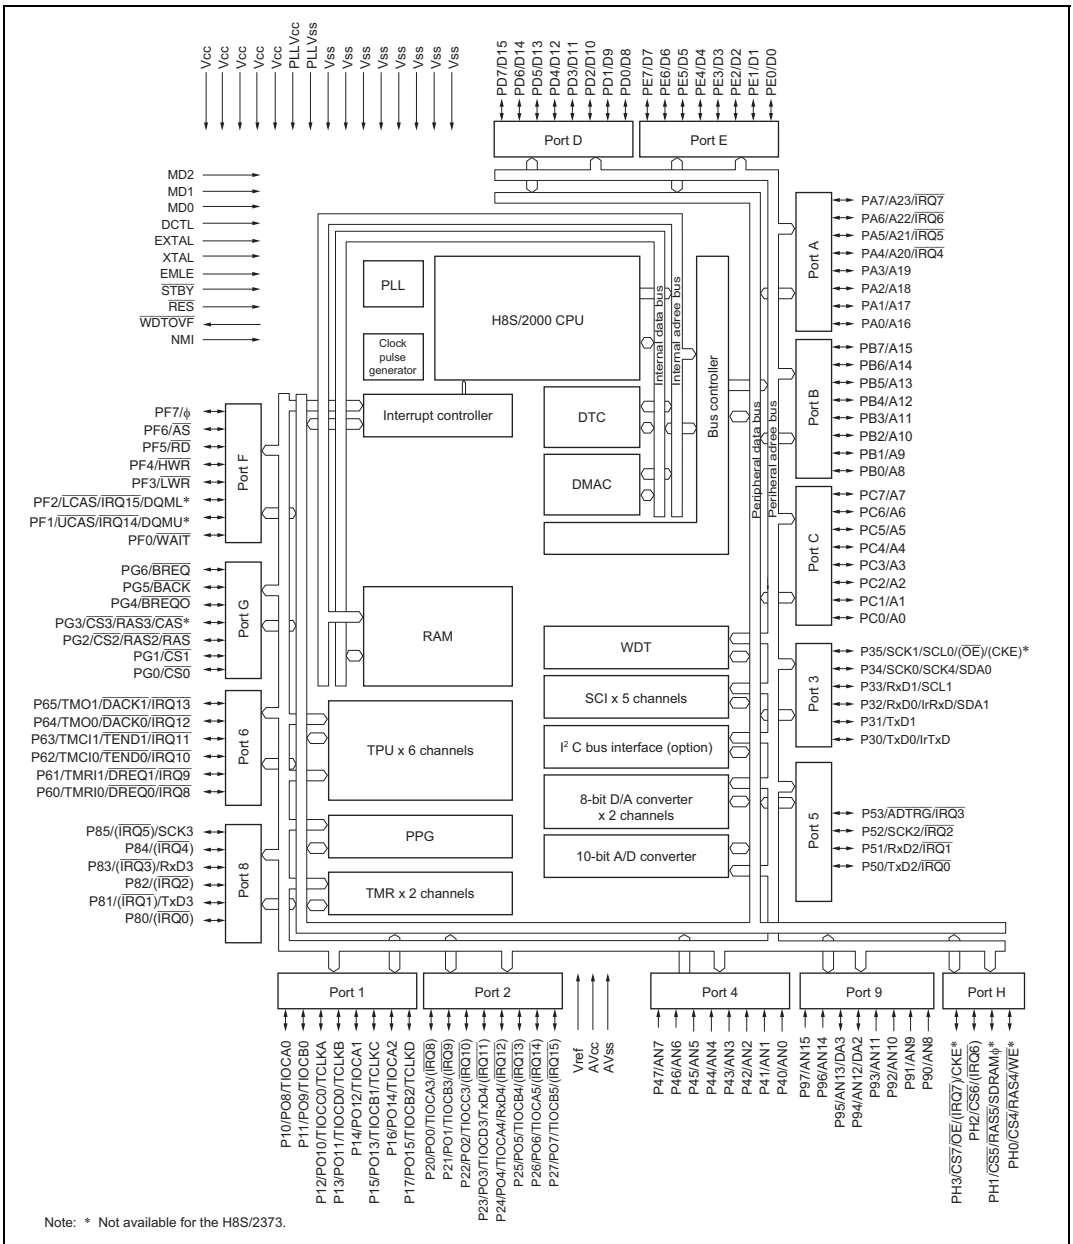 Vcc
Vcc
Vcc
Vcc
Vcc
PLLVcc
PLLVss
Vss
Vss
Vss
Vss
Vss
Vss
Vss
Vss
PD7/D15
PD6/D14
PD5/D13
PD4/D12
PD3/D11
PD2/D10
PD1/D9
PD0/D8
PE7/D7
PE6/D6
PE5/D5
PE4/D4
PE3/D3
PE2/D2
PE1/D1
PE0/D0
Port D
Port E
MD2
MD1
MD0
DCTL
EXTAL
XTAL
EMLE
STBY
RES
WDTOVF
NMI
PLL
Clock
pulse
generator
H8S/2000 CPU
Interrupt controller
DTC
DMAC
Internal data bus
Internal adree bus
Bus controller
Peripheral data bus
Periheral adree bus
Port A
PA7/A23/IRQ7
PA6/A22/IRQ6
PA5/A21/IRQ5
PA4/A20/IRQ4
PA3/A19
PA2/A18
PA1/A17
PA0/A16
Port B
PB7/A15
PB6/A14
PB5/A13
PB4/A12
PB3/A11
PB2/A10
PB1/A9
PB0/A8
Port C
PC7/A7
PC6/A6
PC5/A5
PC4/A4
PC3/A3
PC2/A2
PC1/A1
PC0/A0
PF7/ϕ
PF6/AS
PF5/RD
PF4/HWR
PF3/LWR
PF2/LCAS/IRQ15/DQML*
PF1/UCAS/IRQ14/DQMU*
PF0/WAIT
Port F
PG6/BREQ
PG5/BACK
PG4/BREQO
PG3/CS3/RAS3/CAS*
PG2/CS2/RAS2/RAS
PG1/CS1
PG0/CS0
Port G
RAM
WDT
SCI x 5 channels
I² C bus interface (option)
8-bit D/A converter
x 2 channels
10-bit A/D converter
TPU x 6 channels
PPG
TMR x 2 channels
P65/TMO1/DACK1/IRQ13
P64/TMO0/DACK0/IRQ12
P63/TMCI1/TEND1/IRQ11
P62/TMCI0/TEND0/IRQ10
P61/TMRI1/DREQ1/IRQ9
P60/TMRI0/DREQ0/IRQ8
Port 6
P85/(IRQ5)/SCK3
P84/(IRQ4)
P83/(IRQ3)/RxD3
P82/(IRQ2)
P81/(IRQ1)/TxD3
P80/(IRQ0)
Port 8
Port 3
P35/SCK1/SCL0/(OE)/(CKE)*
P34/SCK0/SCK4/SDA0
P33/RxD1/SCL1
P32/RxD0/IrRxD/SDA1
P31/TxD1
P30/TxD0/IrTxD
Port 5
P53/ADTRG/IRQ3
P52/SCK2/IRQ2
P51/RxD2/IRQ1
P50/TxD2/IRQ0
Port 1
Port 2
Port 4
Port 9
Port H
P10/PO8/TIOCA0
P11/PO9/TIOCB0
P12/PO10/TIOCC0/TCLKA
P13/PO11/TIOCD0/TCLKB
P14/PO12/TIOCA1
P15/PO13/TIOCB1/TCLKC
P16/PO14/TIOCA2
P17/PO15/TIOCB2/TCLKD
P20/PO0/TIOCA3/(IRQ8)
P21/PO1/TIOCB3/(IRQ9)
P22/PO2/TIOCC3/(IRQ10)
P23/PO3/TIOCD3/TxD4/(IRQ11)
P24/PO4/TIOCA4/RxD4/(IRQ12)
P25/PO5/TIOCB4/(IRQ13)
P26/PO6/TIOCA5/(IRQ14)
P27/PO7/TIOCB5/(IRQ15)
Vref
AVcc
AVss
P47/AN7
P46/AN6
P45/AN5
P44/AN4
P43/AN3
P42/AN2
P41/AN1
P40/AN0
P97/AN15
P96/AN14
P95/AN13/DA3
P94/AN12/DA2
P93/AN11
P92/AN10
P91/AN9
P90/AN8
PH3/CS7/OE/(IRQ7)/CKE*
PH2/CS6/(IRQ6)
PH1/CS5/RAS5/SDRAMϕ*
PH0/CS4/RAS4/WE*
Note: * Not available for the H8S/2373.